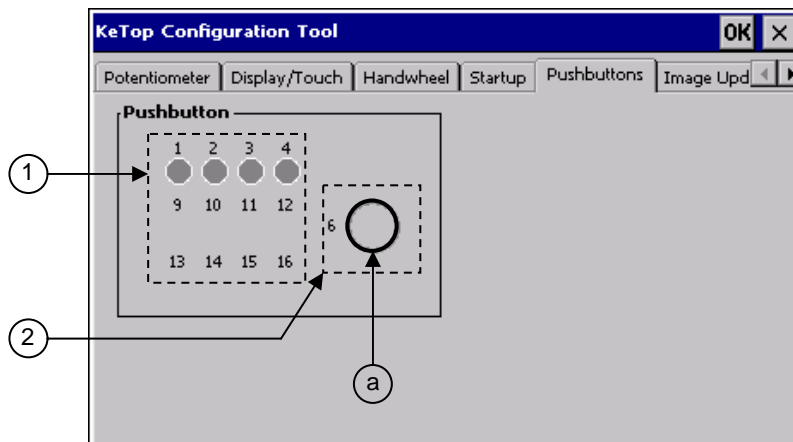 KeTop Configuration Tool OK ×
Potentiometer Display/Touch Handwheel Startup Pushbuttons Image Upd
Pushbutton
1 2 3 4
1
9 10 11 12
6
13 14 15 16
2
a